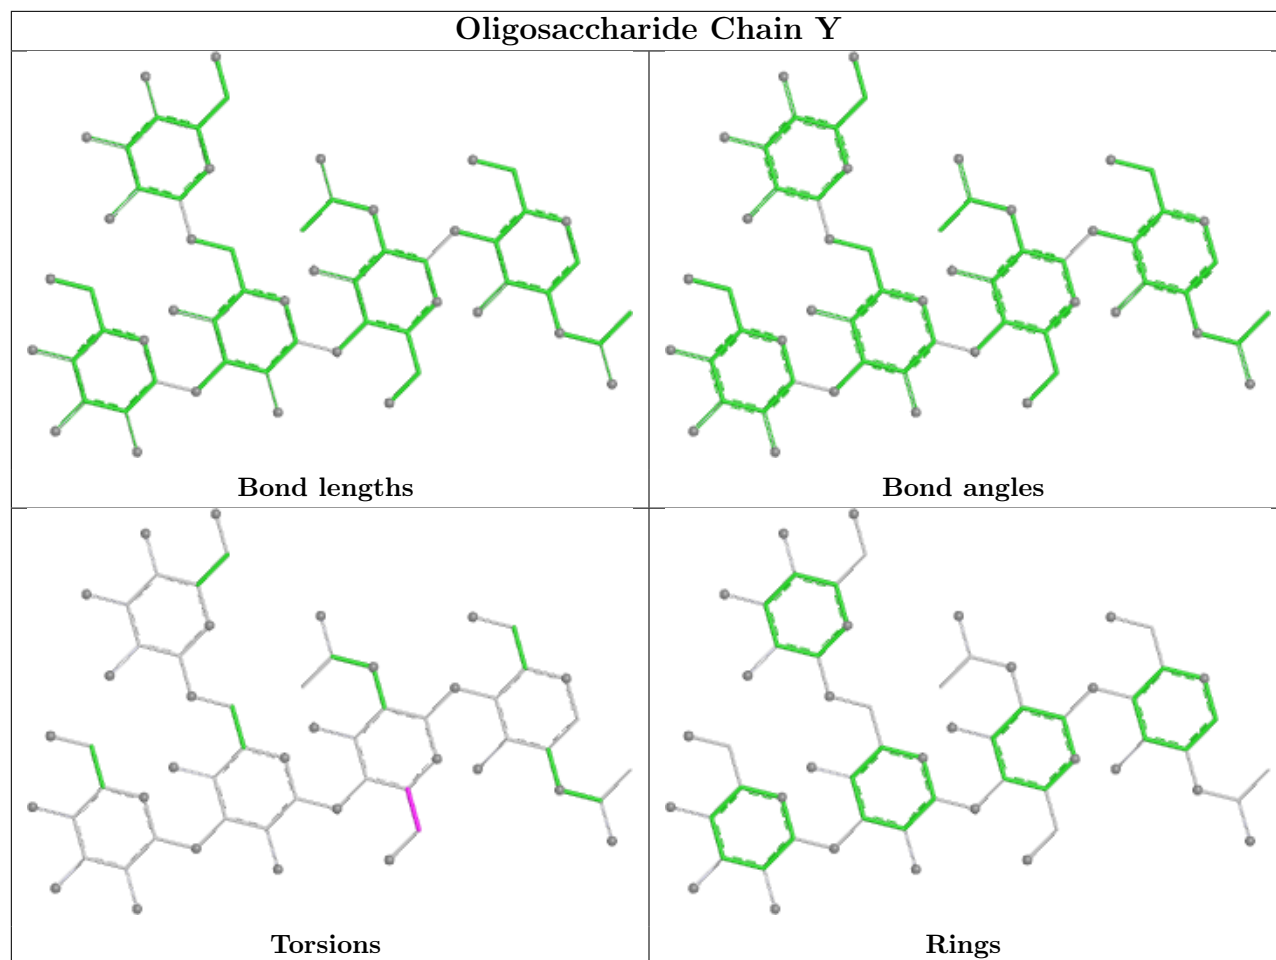 Oligosaccharide Chain Y
Bond lengths
Bond angles
Torsions
Rings